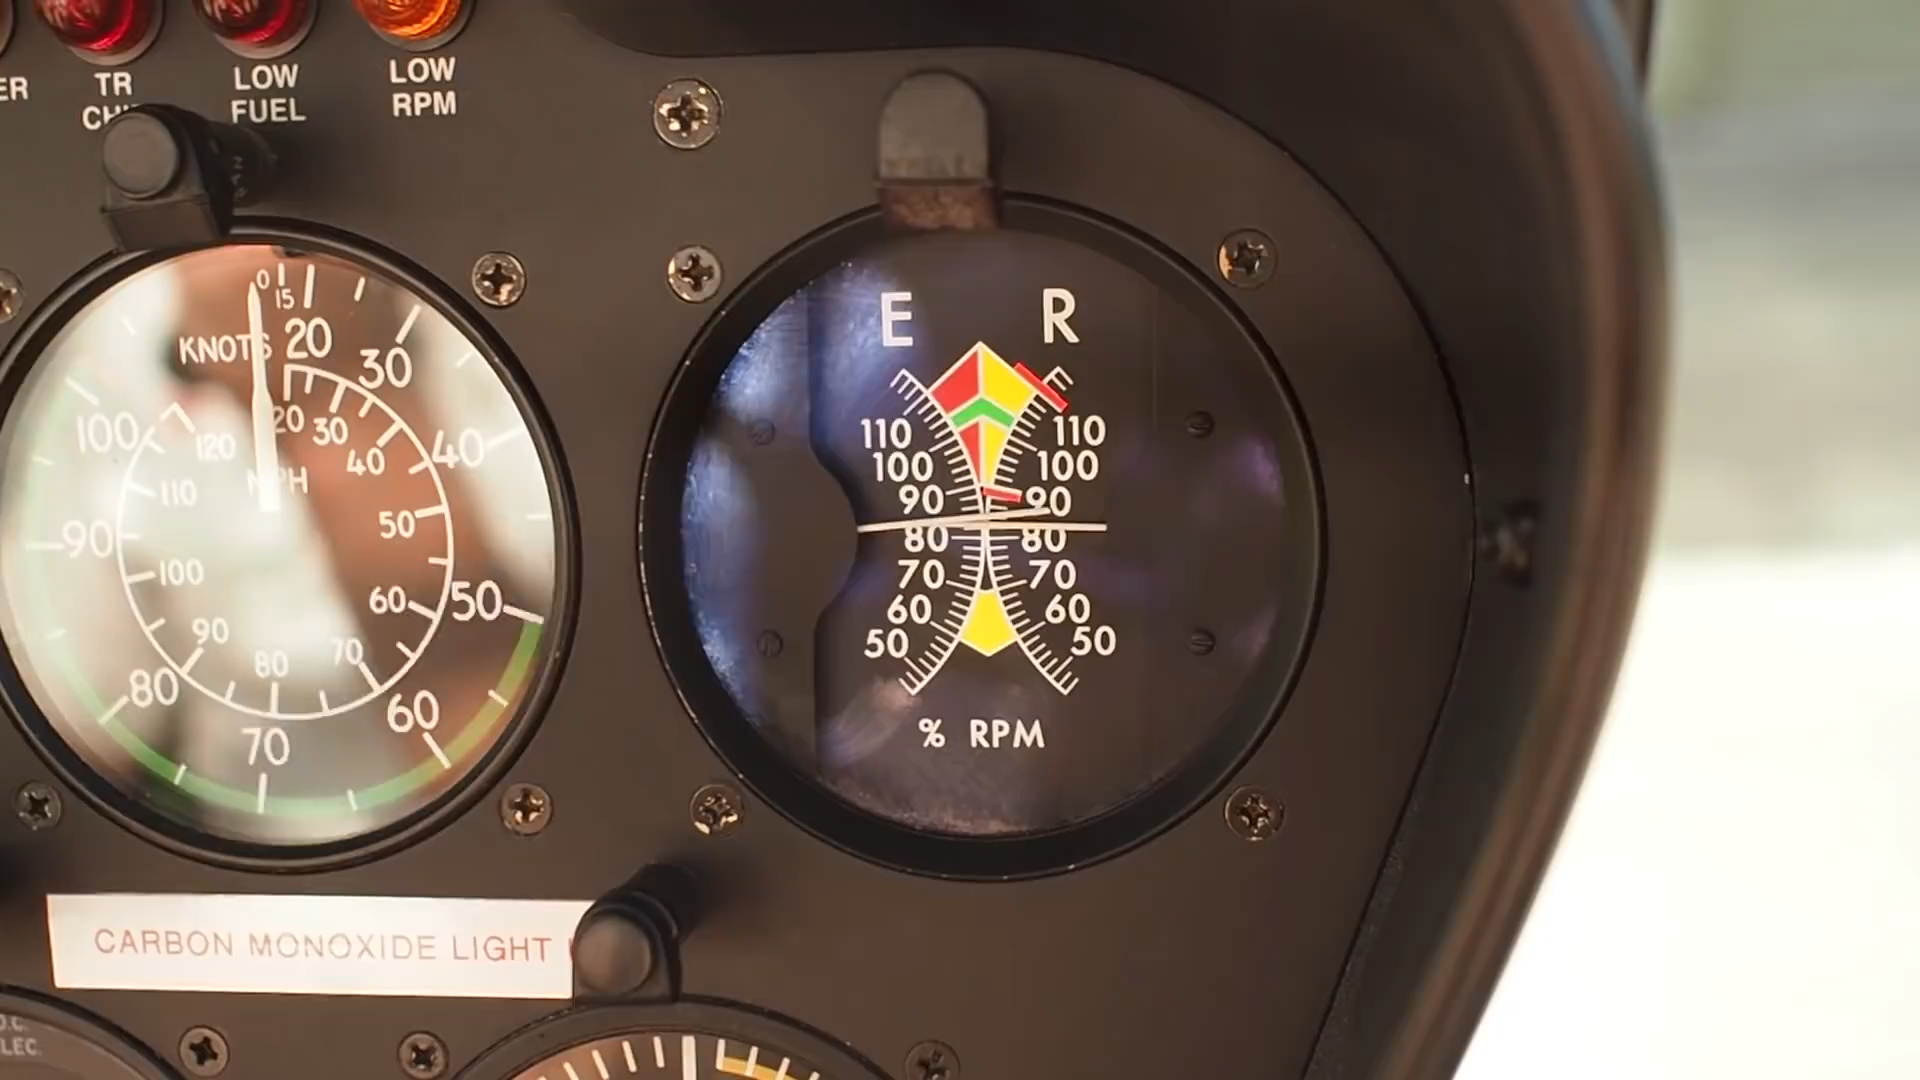 TR
LOW
FUEL
LOW
RPM
0
15
KNOTS
20
30
40
50
60
70
80
90
100
20
30
40
50
60
70
80
90
100
110
120
MPH
E R
110 110
100 100
90 90
80 80
70 70
60 60
50 50
% RPM
CARBON MONOXIDE LIGHT